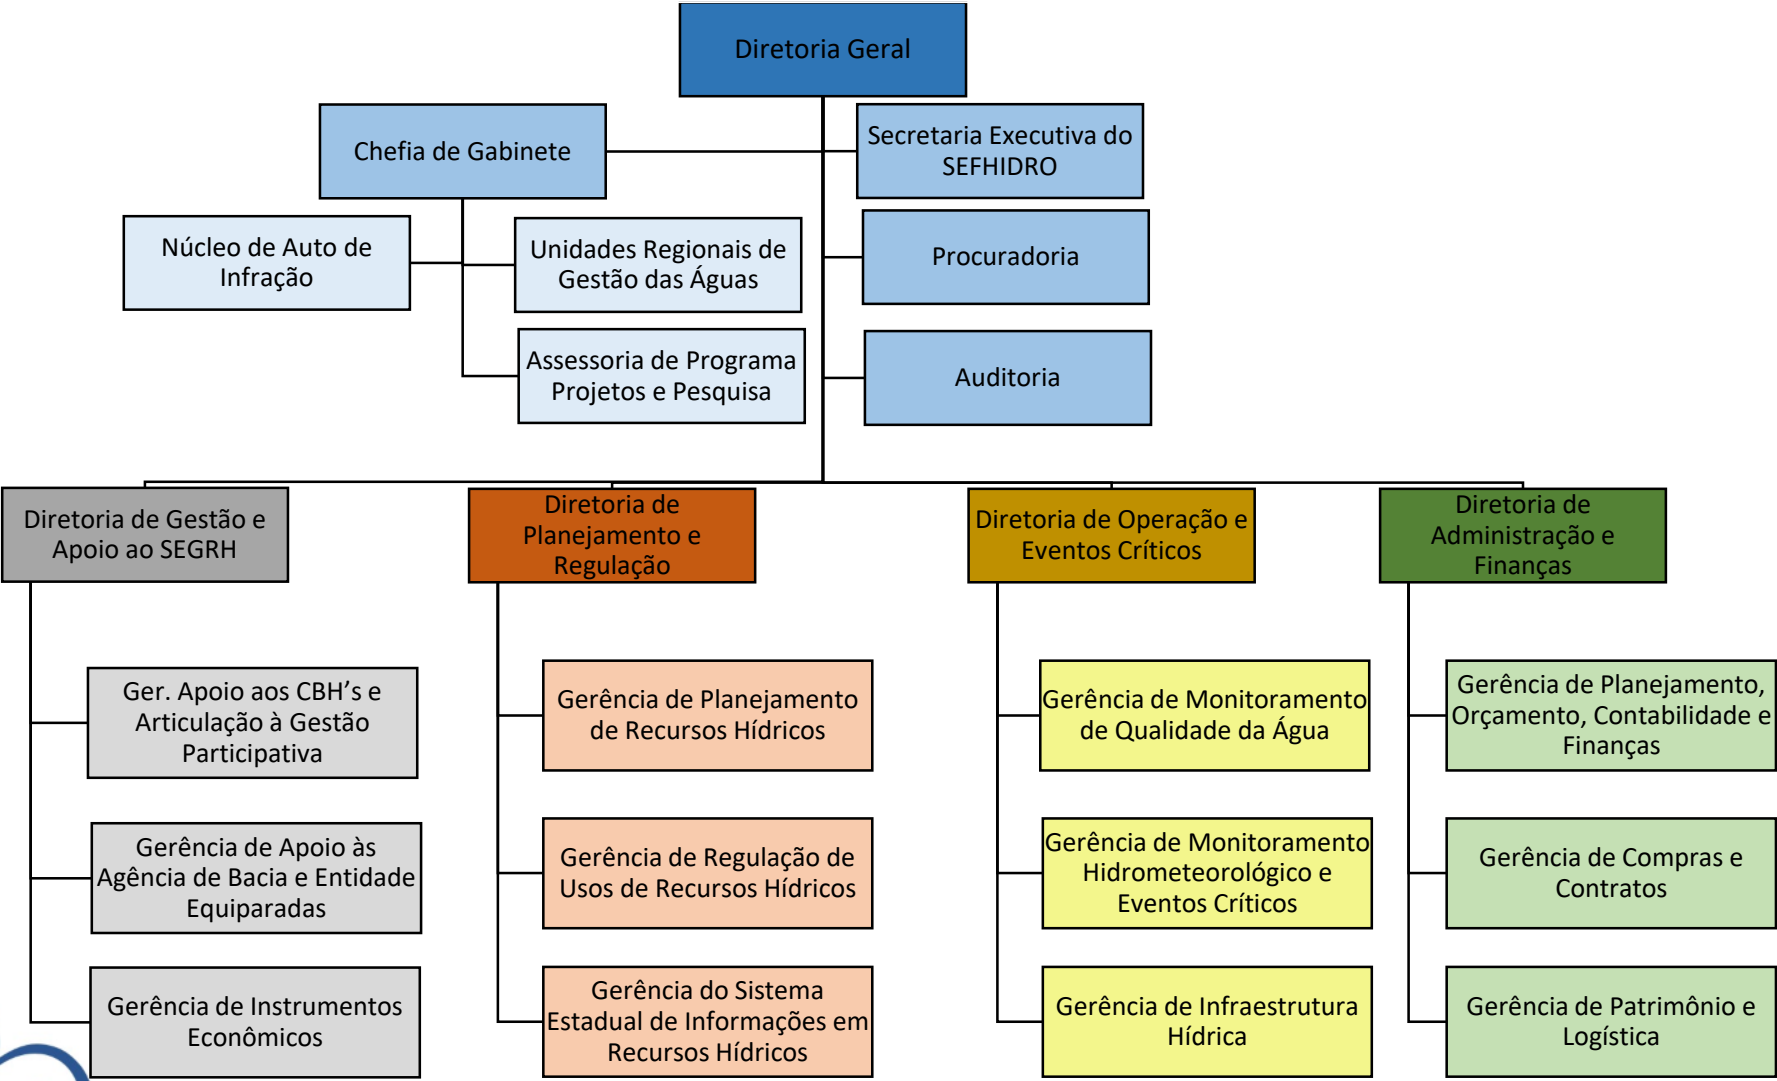 Diretoria Geral
Chefia de Gabinete
Secretaria Executiva do
SEFHIDRO
Núcleo de Auto de
Infração
Unidades Regionais de
Gestão das Águas
Procuradoria
Assessoria de Programa
Projetos e Pesquisa
Auditoria
Diretoria de Gestão e
Apoio ao SEGRH
Diretoria de
Planejamento e
Regulação
Diretoria de Operação e
Eventos Críticos
Diretoria de
Administração e
Finanças
Ger. Apoio aos CBH’s e
Articulação à Gestão
Participativa
Gerência de Planejamento
de Recursos Hídricos
Gerência de Monitoramento
de Qualidade da Água
Gerência de Planejamento,
Orçamento, Contabilidade e
Finanças
Gerência de Apoio às
Agência de Bacia e Entidade
Equiparadas
Gerência de Regulação de
Usos de Recursos Hídricos
Gerência de Monitoramento
Hidrometeorológico e
Eventos Críticos
Gerência de Compras e
Contratos
Gerência de Instrumentos
Econômicos
Gerência do Sistema
Estadual de Informações em
Recursos Hídricos
Gerência de Infraestrutura
Hídrica
Gerência de Patrimônio e
Logística